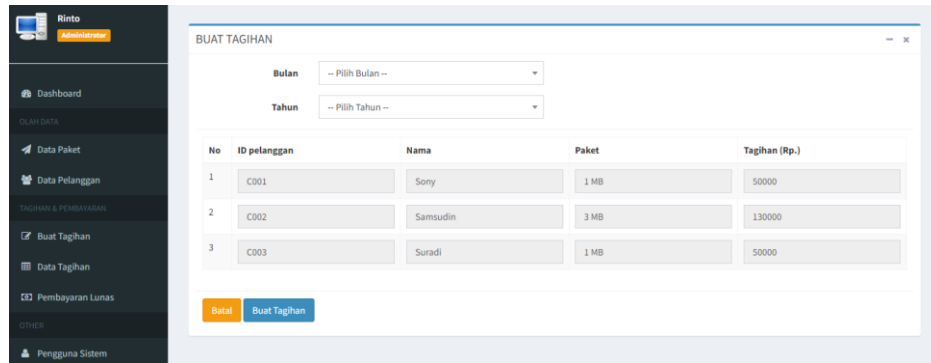 Rinto
Administrator
Dashboard
OLAH DATA
Data Paket
Data Pelanggan
TAGIHAN & PEMBAYARAN
Buat Tagihan
Data Tagihan
Pembayaran Lunas
OTHER
Pengguna Sistem
BUAT TAGIHAN
Bulan -- Pilih Bulan --
Tahun -- Pilih Tahun --
No ID pelanggan Nama Paket Tagihan (Rp.)
1 C001 Sony 1 MB 50000
2 C002 Samsudin 3 MB 130000
3 C003 Suradi 1 MB 50000
Batal Buat Tagihan